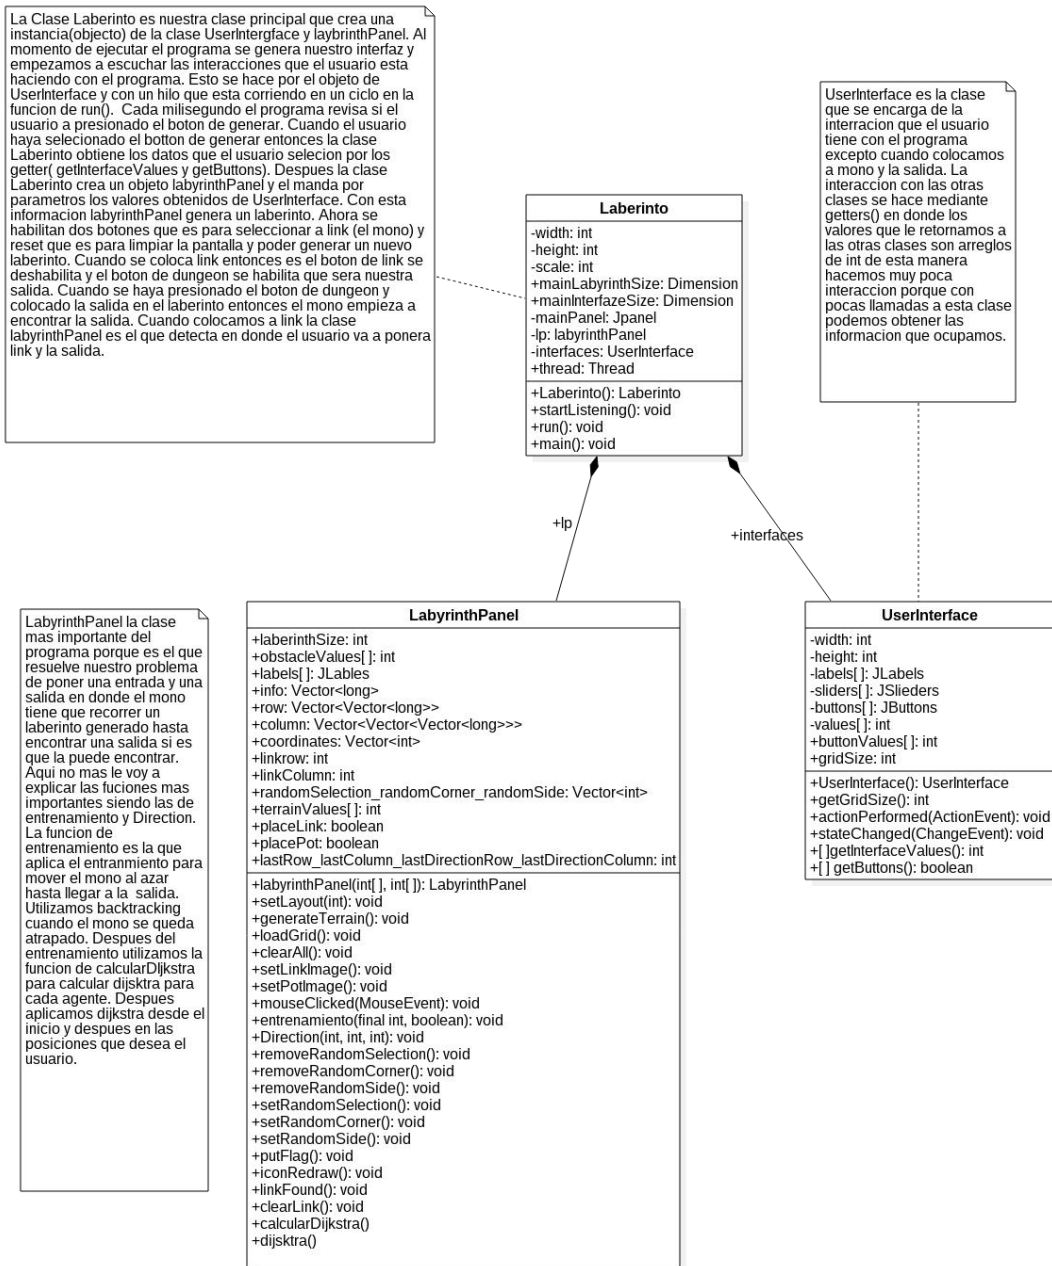 La Clase Laberinto es nuestra clase principal que crea una
instancia(objecto) de la clase UserIntergface y laybrinthPanel. Al
momento de ejecutar el programa se genera nuestro interfaz y
empezamos a escuchar las interacciones que el usuario esta
haciendo con el programa. Esto se hace por el objeto de
UserInterface y con un hilo que esta corriendo en un ciclo en la
funcion de run(). Cada milisegundo el programa revisa si el
usuario a presionado el boton de generar. Cuando el usuario
haya selecionado el botton de generar entonces la clase
Laberinto obtiene los datos que el usuario selecion por los
getter( getInterfaceValues y getButtons). Despues la clase
Laberinto crea un objeto labyrinthPanel y el manda por
parametros los valores obtenidos de UserInterface. Con esta
informacion labyrinthPanel genera un laberinto. Ahora se
habilitan dos botones que es para seleccionar a link (el mono) y
reset que es para limpiar la pantalla y poder generar un nuevo
laberinto. Cuando se coloca link entonces es el boton de link se
deshabilita y el boton de dungeon se habilita que sera nuestra
salida. Cuando se haya presionado el boton de dungeon y
colocado la salida en el laberinto entonces el mono empieza a
encontrar la salida. Cuando colocamos a link la clase
labyrinthPanel es el que detecta en donde el usuario va a ponera
link y la salida.
UserInterface es la clase
que se encarga de la
interracion que el usuario
tiene con el programa
excepto cuando colocamos
a mono y la salida. La
interaccion con las otras
clases se hace mediante
getters() en donde los
valores que le retornamos a
las otras clases son arreglos
de int de esta manera
hacemos muy poca
interaccion porque con
pocas llamadas a esta clase
podemos obtener las
informacion que ocupamos.
Laberinto
-width: int
-height: int
-scale: int
+mainLabyrinthSize: Dimension
+mainInterfazeSize: Dimension
-mainPanel: Jpanel
-lp: labyrinthPanel
-interfaces: UserInterface
+thread: Thread
+Laberinto(): Laberinto
+startListening(): void
+run(): void
+main(): void
+lp
+interfaces
LabyrinthPanel la clase
mas importante del
programa porque es el que
resuelve nuestro problema
de poner una entrada y una
salida en donde el mono
tiene que recorrer un
laberinto generado hasta
encontrar una salida si es
que la puede encontrar.
Aqui no mas le voy a
explicar las fuciones mas
importantes siendo las de
entrenamiento y Direction.
La funcion de
entrenamiento es la que
aplica el entranmiento para
mover el mono al azar
hasta llegar a la  salida.
Utilizamos backtracking
cuando el mono se queda
atrapado. Despues del
entrenamiento utilizamos la
funcion de calcularDIjkstra
para calcular dijsktra para
cada agente. Despues
aplicamos dijkstra desde el
inicio y despues en las
posiciones que desea el
usuario.
LabyrinthPanel
+laberinthSize: int
+obstacleValues[ ]: int
+labels[ ]: JLables
+info: Vector<long>
+row: Vector<Vector<long>>
+column: Vector<Vector<Vector<long>>>
+coordinates: Vector<int>
+linkrow: int
+linkColumn: int
+randomSelection_randomCorner_randomSide: Vector<int>
+terrainValues[ ]: int
+placeLink: boolean
+placePot: boolean
+lastRow_lastColumn_lastDirectionRow_lastDirectionColumn: int
+labyrinthPanel(int[ ], int[ ]): LabyrinthPanel
+setLayout(int): void
+generateTerrain(): void
+loadGrid(): void
+clearAll(): void
+setLinkImage(): void
+setPotImage(): void
+mouseClicked(MouseEvent): void
+entrenamiento(final int, boolean): void
+Direction(int, int, int): void
+removeRandomSelection(): void
+removeRandomCorner(): void
+removeRandomSide(): void
+setRandomSelection(): void
+setRandomCorner(): void
+setRandomSide(): void
+putFlag(): void
+iconRedraw(): void
+linkFound(): void
+clearLink(): void
+calcularDijkstra()
+dijsktra()
UserInterface
-width: int
-height: int
-labels[ ]: JLabels
-sliders[ ]: JSlieders
-buttons[ ]: JButtons
-values[ ]: int
+buttonValues[ ]: int
+gridSize: int
+UserInterface(): UserInterface
+getGridSize(): int
+actionPerformed(ActionEvent): void
+stateChanged(ChangeEvent): void
+[ ]getInterfaceValues(): int
+[ ] getButtons(): boolean